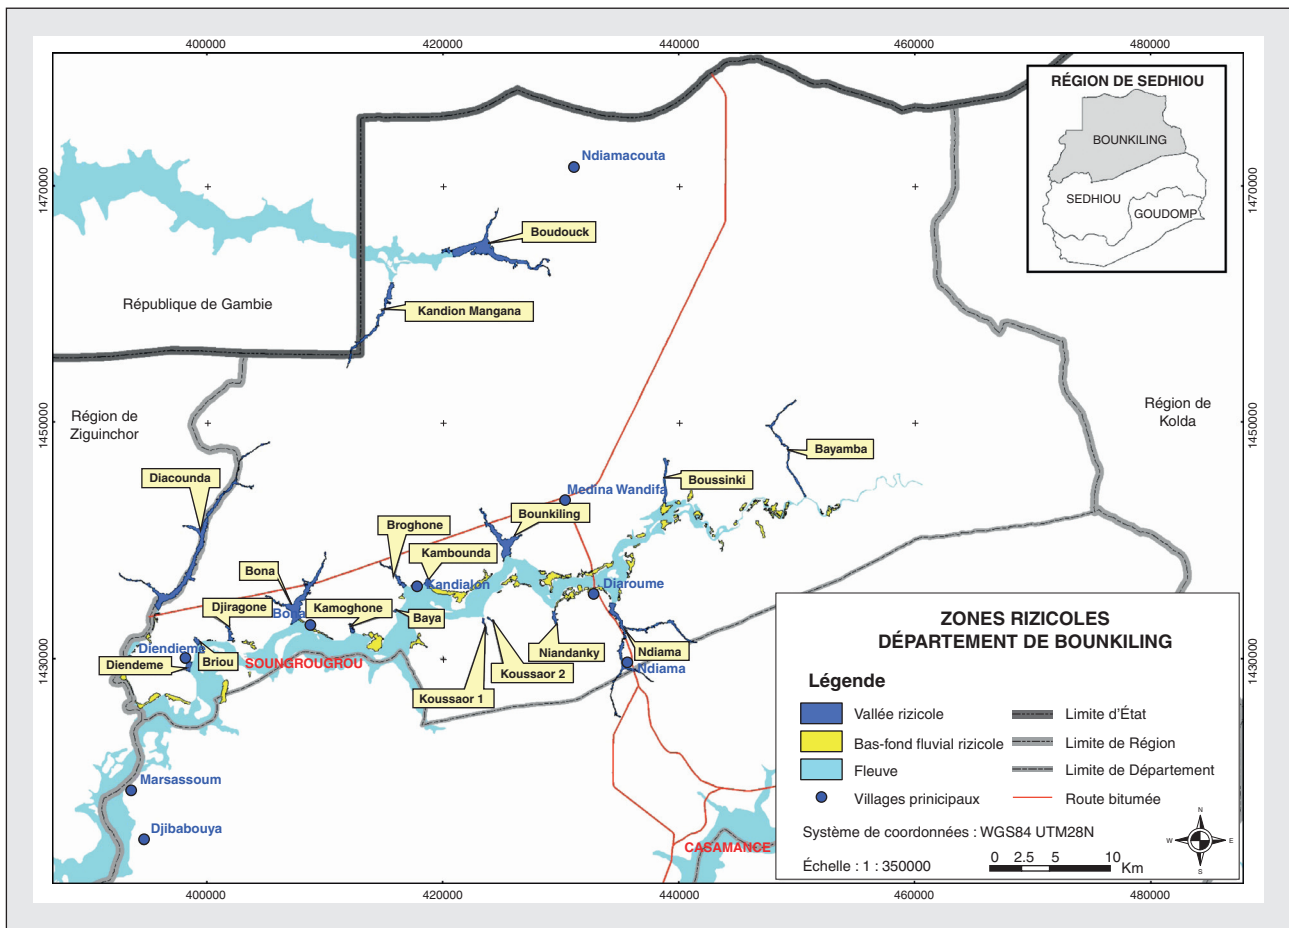 400000
420000
440000
460000
480000
RÉGION DE SEDHIOU
BOUNKILING
SEDHIOU
GOUDOMP
1470000
1470000
Ndiamacouta
Boudouck
Kandion Mangana
République de Gambie
Région de
Ziguinchor
Région de
Kolda
1450000
1450000
Diacounda
Bayamba
Boussinki
Medina Wandifa
Bounkiling
Broghone
Kambounda
Kandialon
Bona
Bona
Diaroume
Djiragone
Kamoghone
Baya
Diendieme
Diendeme
Briou
SOUNGROUGROU
Niandanky
Ndiama
Ndiama
Koussaor 2
Koussaor 1
1430000
1430000
Marsassoum
Djibabouya
CASAMANCE
ZONES RIZICOLES
DÉPARTEMENT DE BOUNKILING
Légende
Vallée rizicole
Limite d'État
Bas-fond fluvial rizicole
Limite de Région
Fleuve
Limite de Département
Villages prinicipaux
Route bitumée
Système de coordonnées : WGS84 UTM28N
Échelle : 1 : 350000
0 2.5 5 10
Km
N
W E
S
400000
420000
440000
460000
480000